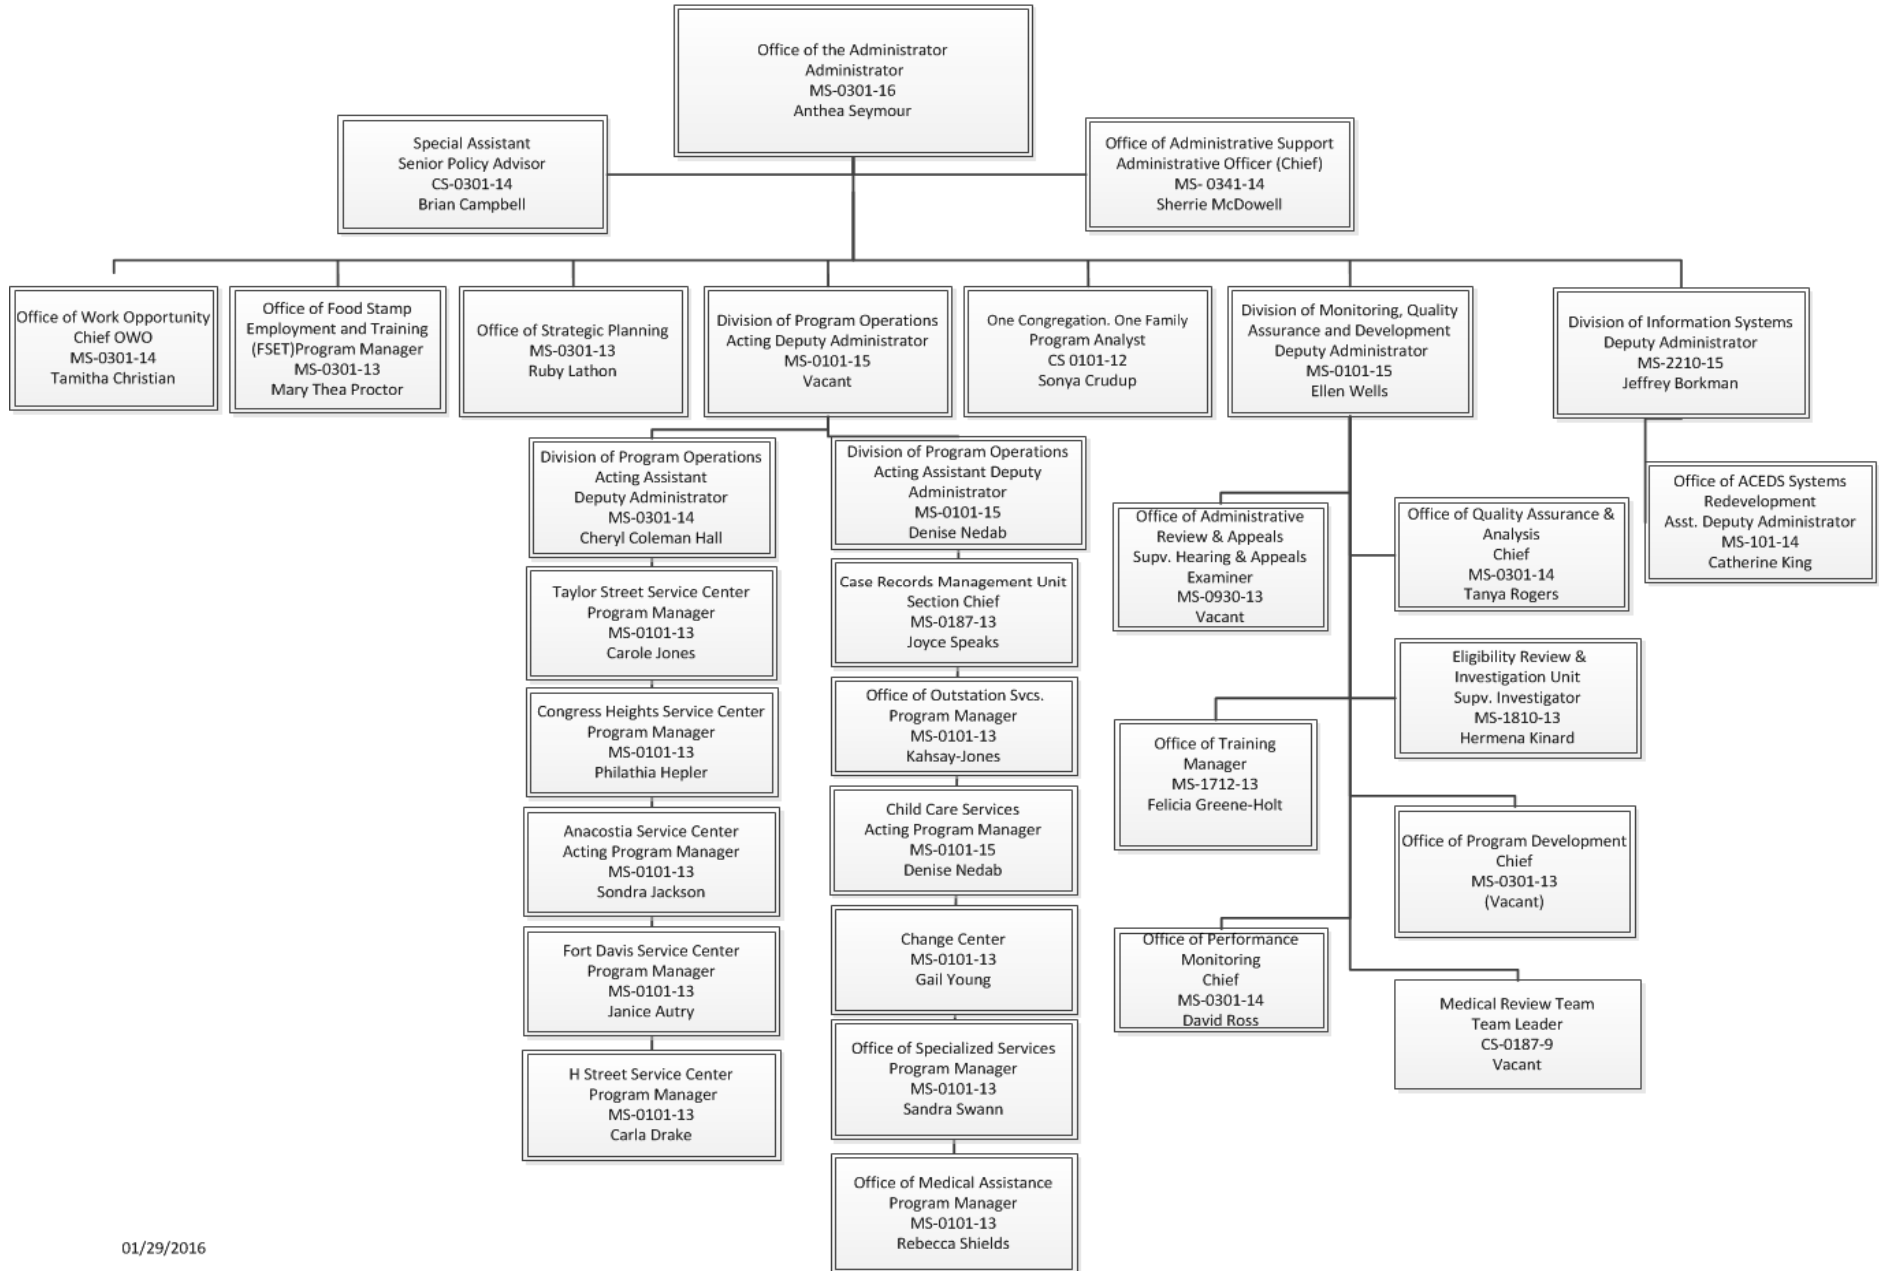 Office of the Administrator
Administrator
MS-0301-16
Anthea Seymour
Special Assistant
Senior Policy Advisor
CS-0301-14
Brian Campbell
Office of Administrative Support
Administrative Officer (Chief)
MS- 0341-14
Sherrie McDowell
Office of Work Opportunity
Chief OWO
MS-0301-14
Tamitha Christian
Office of Food Stamp
Employment and Training
(FSET)Program Manager
MS-0301-13
Mary Thea Proctor
Office of Strategic Planning
MS-0301-13
Ruby Lathon
Division of Program Operations
Acting Deputy Administrator
MS-0101-15
Vacant
One Congregation. One Family
Program Analyst
CS 0101-12
Sonya Crudup
Division of Monitoring, Quality
Assurance and Development
Deputy Administrator
MS-0101-15
Ellen Wells
Division of Information Systems
Deputy Administrator
MS-2210-15
Jeffrey Borkman
Division of Program Operations
Acting Assistant
Deputy Administrator
MS-0301-14
Cheryl Coleman Hall
Taylor Street Service Center
Program Manager
MS-0101-13
Carole Jones
Congress Heights Service Center
Program Manager
MS-0101-13
Philathia Hepler
Anacostia Service Center
Acting Program Manager
MS-0101-13
Sondra Jackson
Fort Davis Service Center
Program Manager
MS-0101-13
Janice Autry
H Street Service Center
Program Manager
MS-0101-13
Carla Drake
Division of Program Operations
Acting Assistant Deputy
Administrator
MS-0101-15
Denise Nedab
Case Records Management Unit
Section Chief
MS-0187-13
Joyce Speaks
Office of Outstation Svcs.
Program Manager
MS-0101-13
Kahsay-Jones
Child Care Services
Acting Program Manager
MS-0101-15
Denise Nedab
Change Center
MS-0101-13
Gail Young
Office of Specialized Services
Program Manager
MS-0101-13
Sandra Swann
Office of Medical Assistance
Program Manager
MS-0101-13
Rebecca Shields
Office of Administrative
Review & Appeals
Supv. Hearing & Appeals
Examiner
MS-0930-13
Vacant
Office of Quality Assurance &
Analysis
Chief
MS-0301-14
Tanya Rogers
Eligibility Review &
Investigation Unit
Supv. Investigator
MS-1810-13
Hermena Kinard
Office of Training
Manager
MS-1712-13
Felicia Greene-Holt
Office of Program Development
Chief
MS-0301-13
(Vacant)
Office of Performance
Monitoring
Chief
MS-0301-14
David Ross
Medical Review Team
Team Leader
CS-0187-9
Vacant
Office of ACEDS Systems
Redevelopment
Asst. Deputy Administrator
MS-101-14
Catherine King
01/29/2016